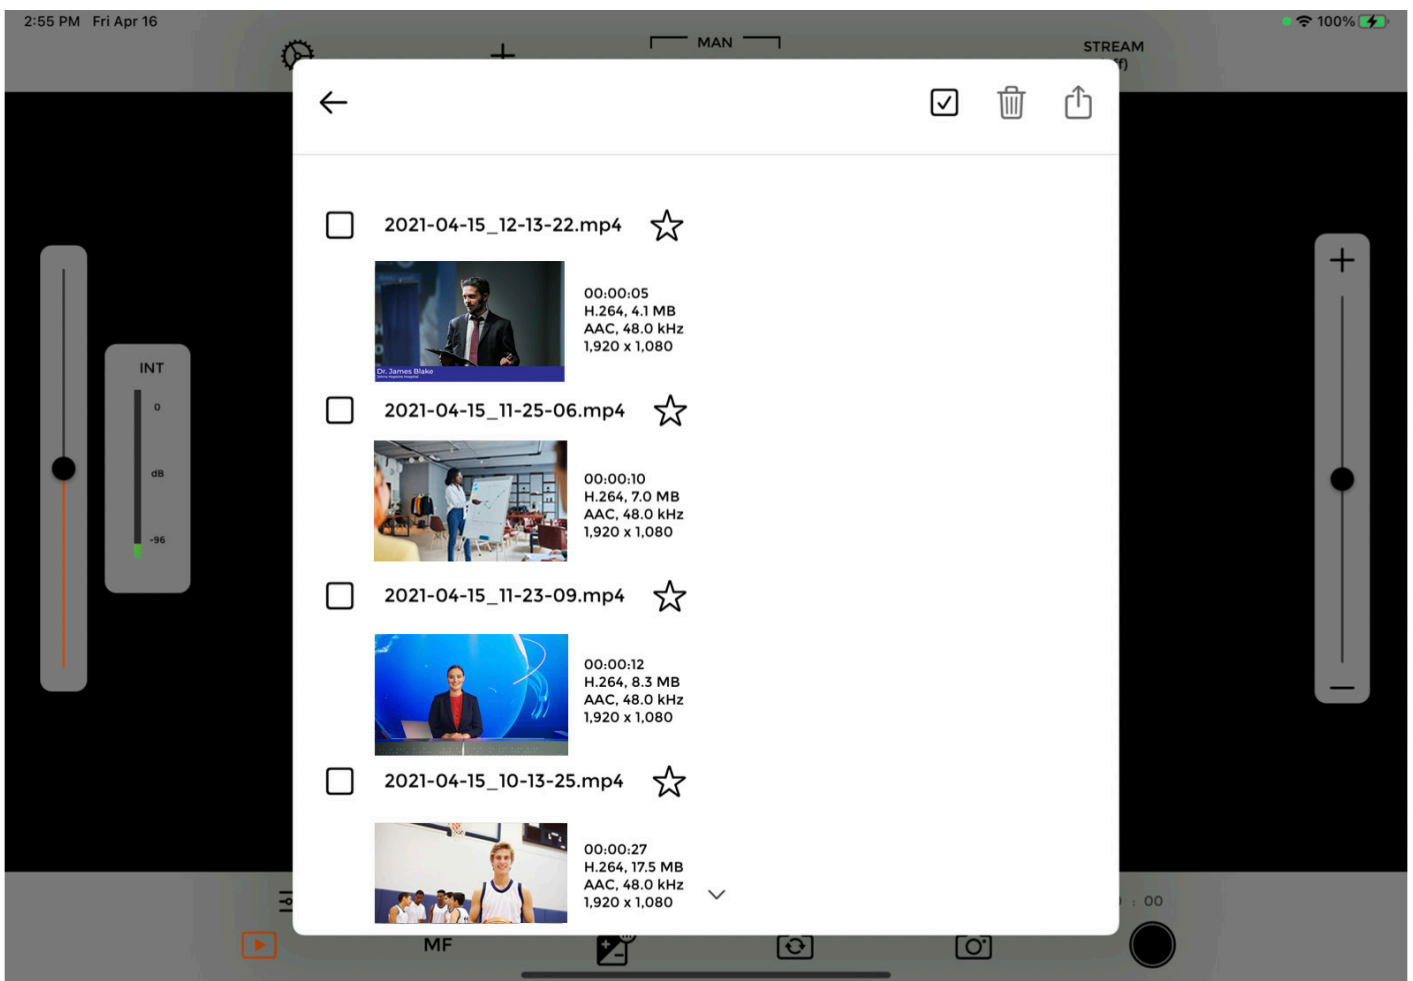 2:55 PM Fri Apr 16
100%
MAN
STREAM
INT
0
dB
-96
2021-04-15_12-13-22.mp4
00:00:05
H.264, 4.1 MB
AAC, 48.0 kHz
1,920 x 1,080
Dr. James Blake
Johns Hopkins Hospital
2021-04-15_11-25-06.mp4
00:00:10
H.264, 7.0 MB
AAC, 48.0 kHz
1,920 x 1,080
2021-04-15_11-23-09.mp4
00:00:12
H.264, 8.3 MB
AAC, 48.0 kHz
1,920 x 1,080
2021-04-15_10-13-25.mp4
00:00:27
H.264, 17.5 MB
AAC, 48.0 kHz
1,920 x 1,080
: 00
MF